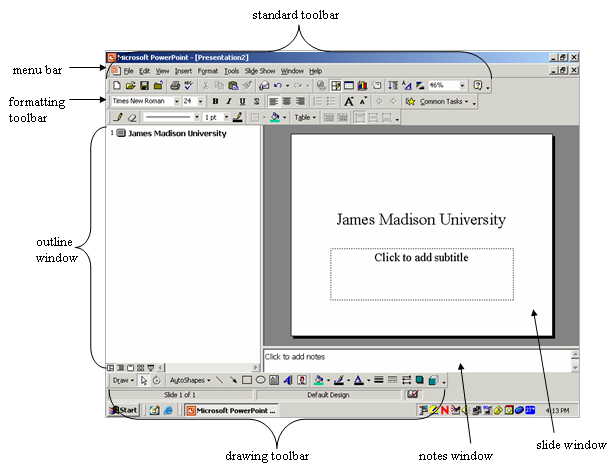 standard toolbar
Microsoft PowerPoint - [Presentation2]
menu bar
File Edit View Insert Format Tools Slide Show Window Help
46%
formatting toolbar
Times New Roman 24 B I U S Common Tasks
1 pt Table
1 James Madison University
James Madison University
Click to add subtitle
outline window
Click to add notes
Draw AutoShapes
Slide 1 of 1 Default Design
Start Microsoft PowerPoint ... 4:13 PM
slide window
notes window
drawing toolbar